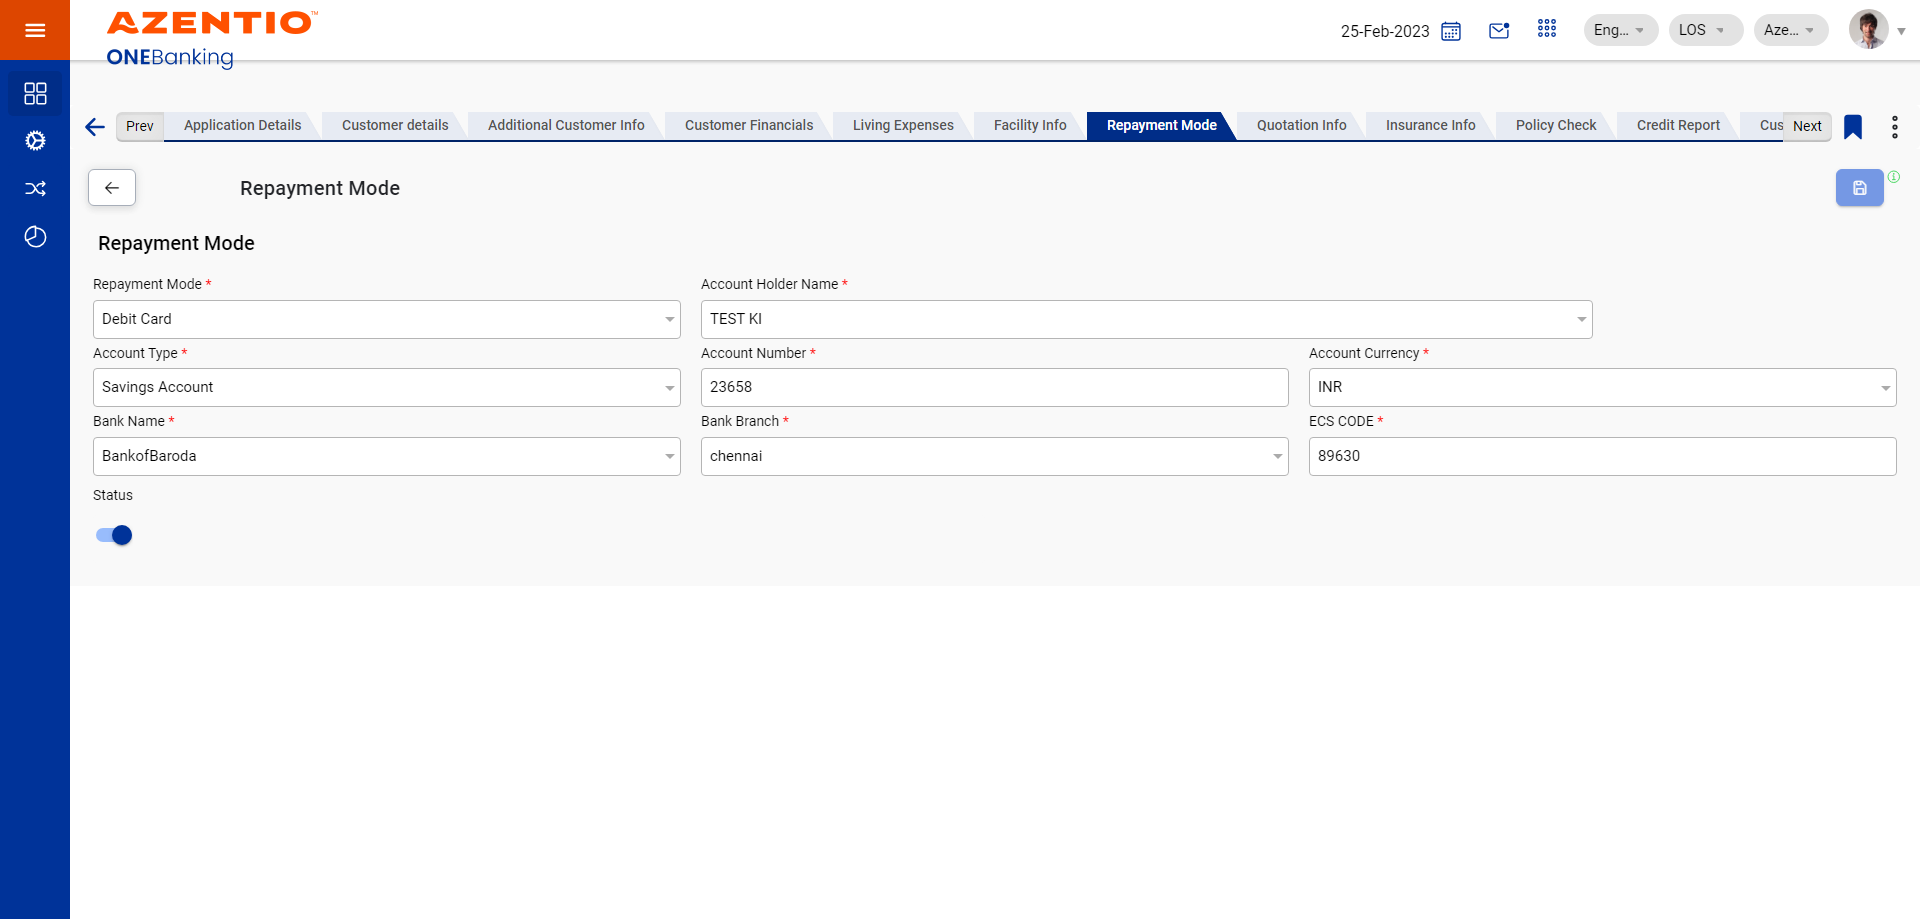 AZENTIO™
ONEBanking
25-Feb-2023
Eng...
LOS
Aze...
Prev
Application Details
Customer details
Additional Customer Info
Customer Financials
Living Expenses
Facility Info
Repayment Mode
Quotation Info
Insurance Info
Policy Check
Credit Report
Cus
Next
Repayment Mode
Repayment Mode
Repayment Mode *
Account Holder Name *
Debit Card
TEST KI
Account Type *
Account Number *
Account Currency *
Savings Account
23658
INR
Bank Name *
Bank Branch *
ECS CODE *
BankofBaroda
chennai
89630
Status